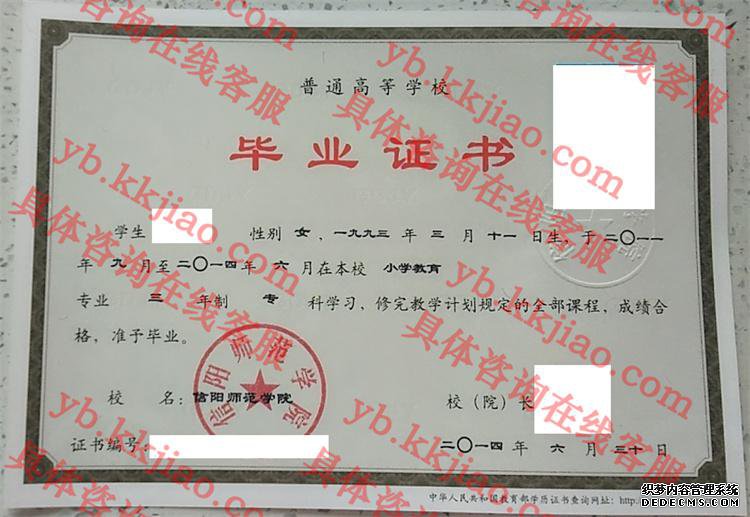 普通高等学校
毕业证书
学生 性别 女 、一九九三 年 三 月 十一 日生，于 二〇一一
年 九 月至 二〇一四 年 六 月在本校 小学教育
专业 三 年制 专 科学习，修完教学计划规定的全部课程，成绩合
格，准予毕业。
信阳师范学院
校 名：信阳师范学院 校（院）长
证书编号： 二〇一四 年 六 月 三十 日
中华人民共和国教育部学历证书查询网址：http:
yb.kkjiao.com
具体咨询在线客服
织梦内容管理系统
DEDECMS.COM